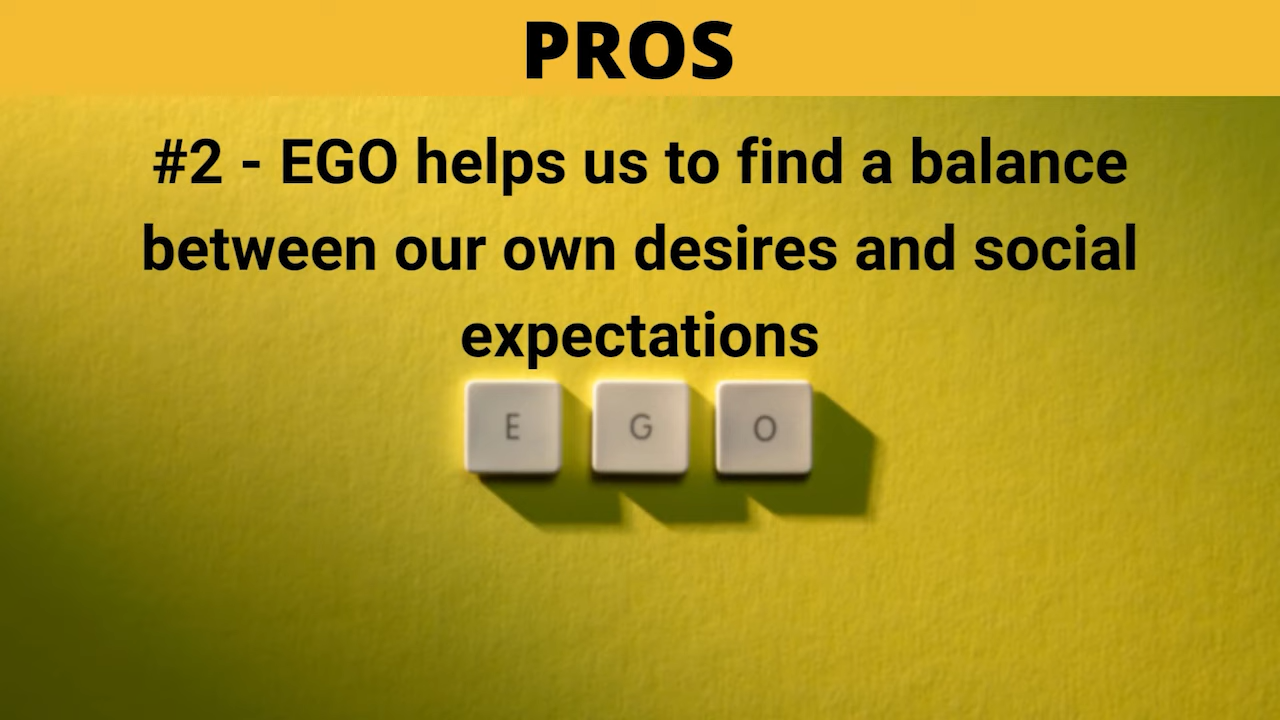 PROS
#2 - EGO helps us to find a balance
between our own desires and social
expectations
E G O